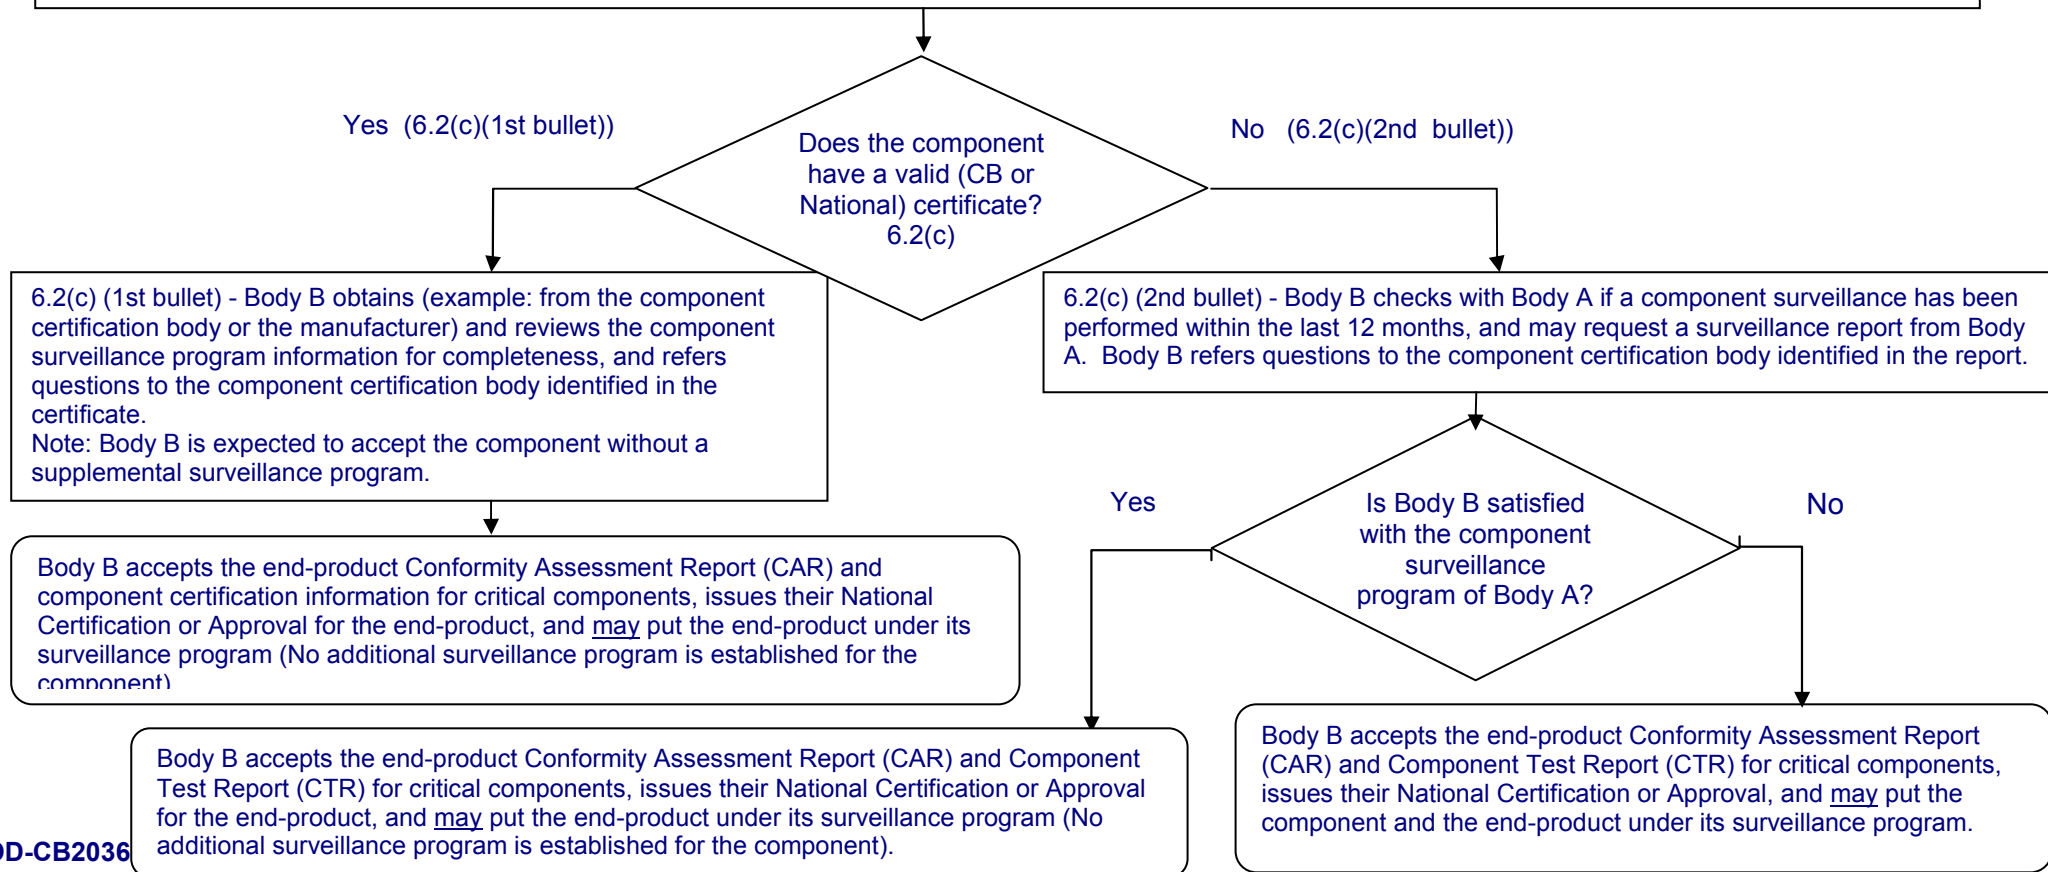 Yes (6.2(c)(1st bullet))
No (6.2(c)(2nd bullet))
Does the component
have a valid (CB or
National) certificate?
6.2(c)
6.2(c) (1st bullet) - Body B obtains (example: from the component
certification body or the manufacturer) and reviews the component
surveillance program information for completeness, and refers
questions to the component certification body identified in the
certificate.
Note: Body B is expected to accept the component without a
supplemental surveillance program.
6.2(c) (2nd bullet) - Body B checks with Body A if a component surveillance has been
performed within the last 12 months, and may request a surveillance report from Body
A. Body B refers questions to the component certification body identified in the report.
Yes
Is Body B satisfied
with the component
surveillance
program of Body A?
No
Body B accepts the end-product Conformity Assessment Report (CAR) and
component certification information for critical components, issues their National
Certification or Approval for the end-product, and may put the end-product under its
surveillance program (No additional surveillance program is established for the
component)
Body B accepts the end-product Conformity Assessment Report (CAR) and Component
Test Report (CTR) for critical components, issues their National Certification or Approval
for the end-product, and may put the end-product under its surveillance program (No
additional surveillance program is established for the component).
Body B accepts the end-product Conformity Assessment Report
(CAR) and Component Test Report (CTR) for critical components,
issues their National Certification or Approval, and may put the
component and the end-product under its surveillance program.
OD-CB2036